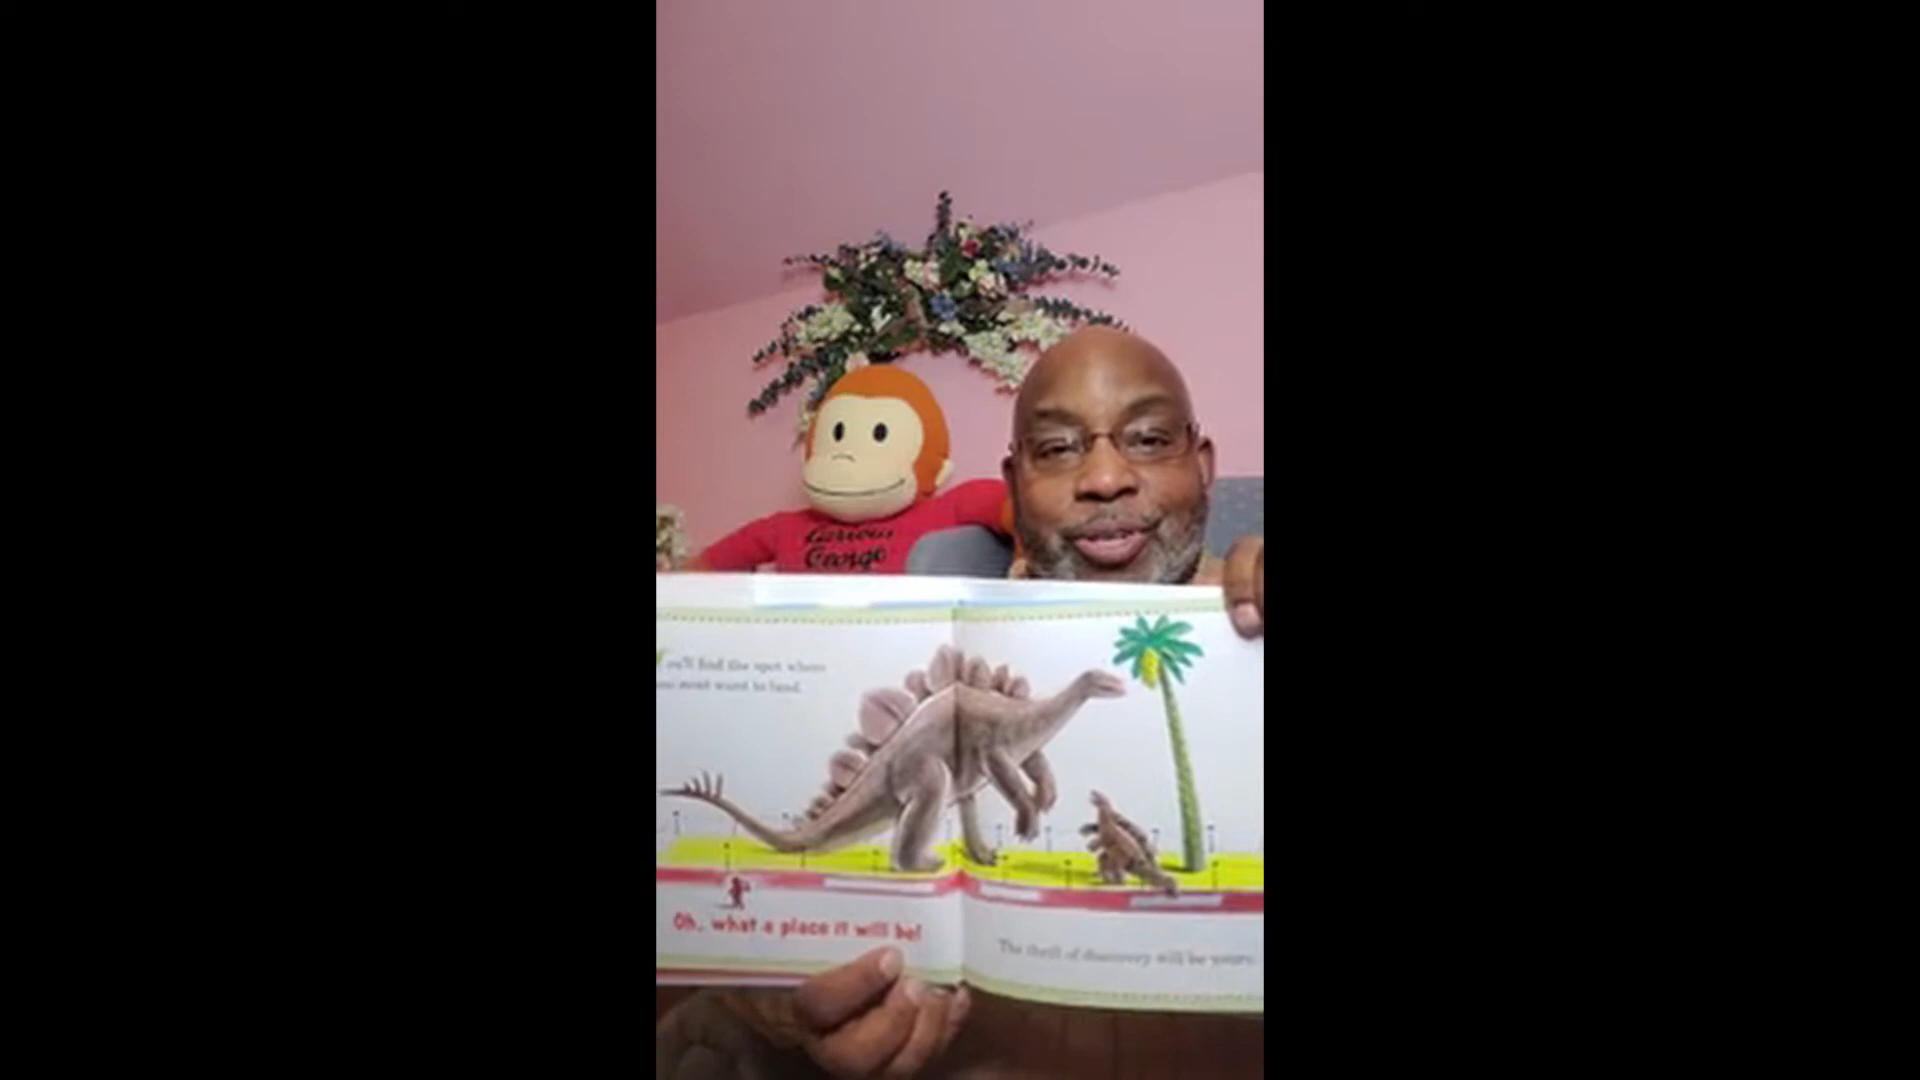 Curious
George
ou'll find the spot where
you most want to land.
Oh, what a place it will be!
The thrill of discovery will be yours.